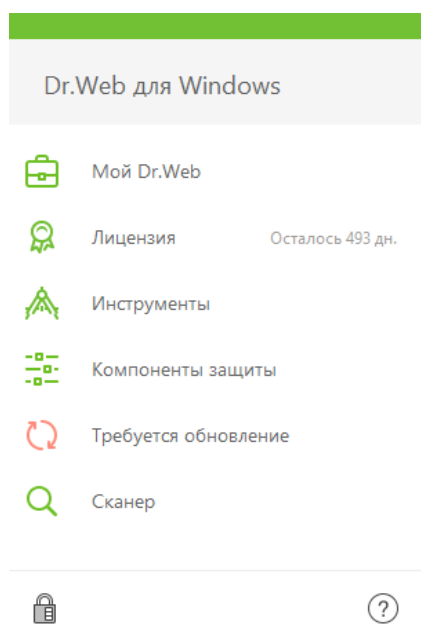 Dr.Web для Windows
Мой Dr.Web
Лицензия Осталось 493 дн.
Инструменты
Компоненты защиты
Требуется обновление
Сканер
?